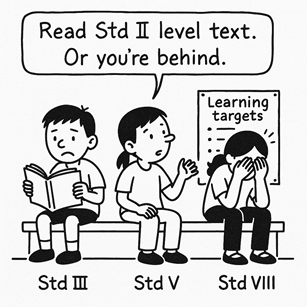 Read Std II level text.
Or you're behind.
Learning
targets
Std III
Std V
Std VIII